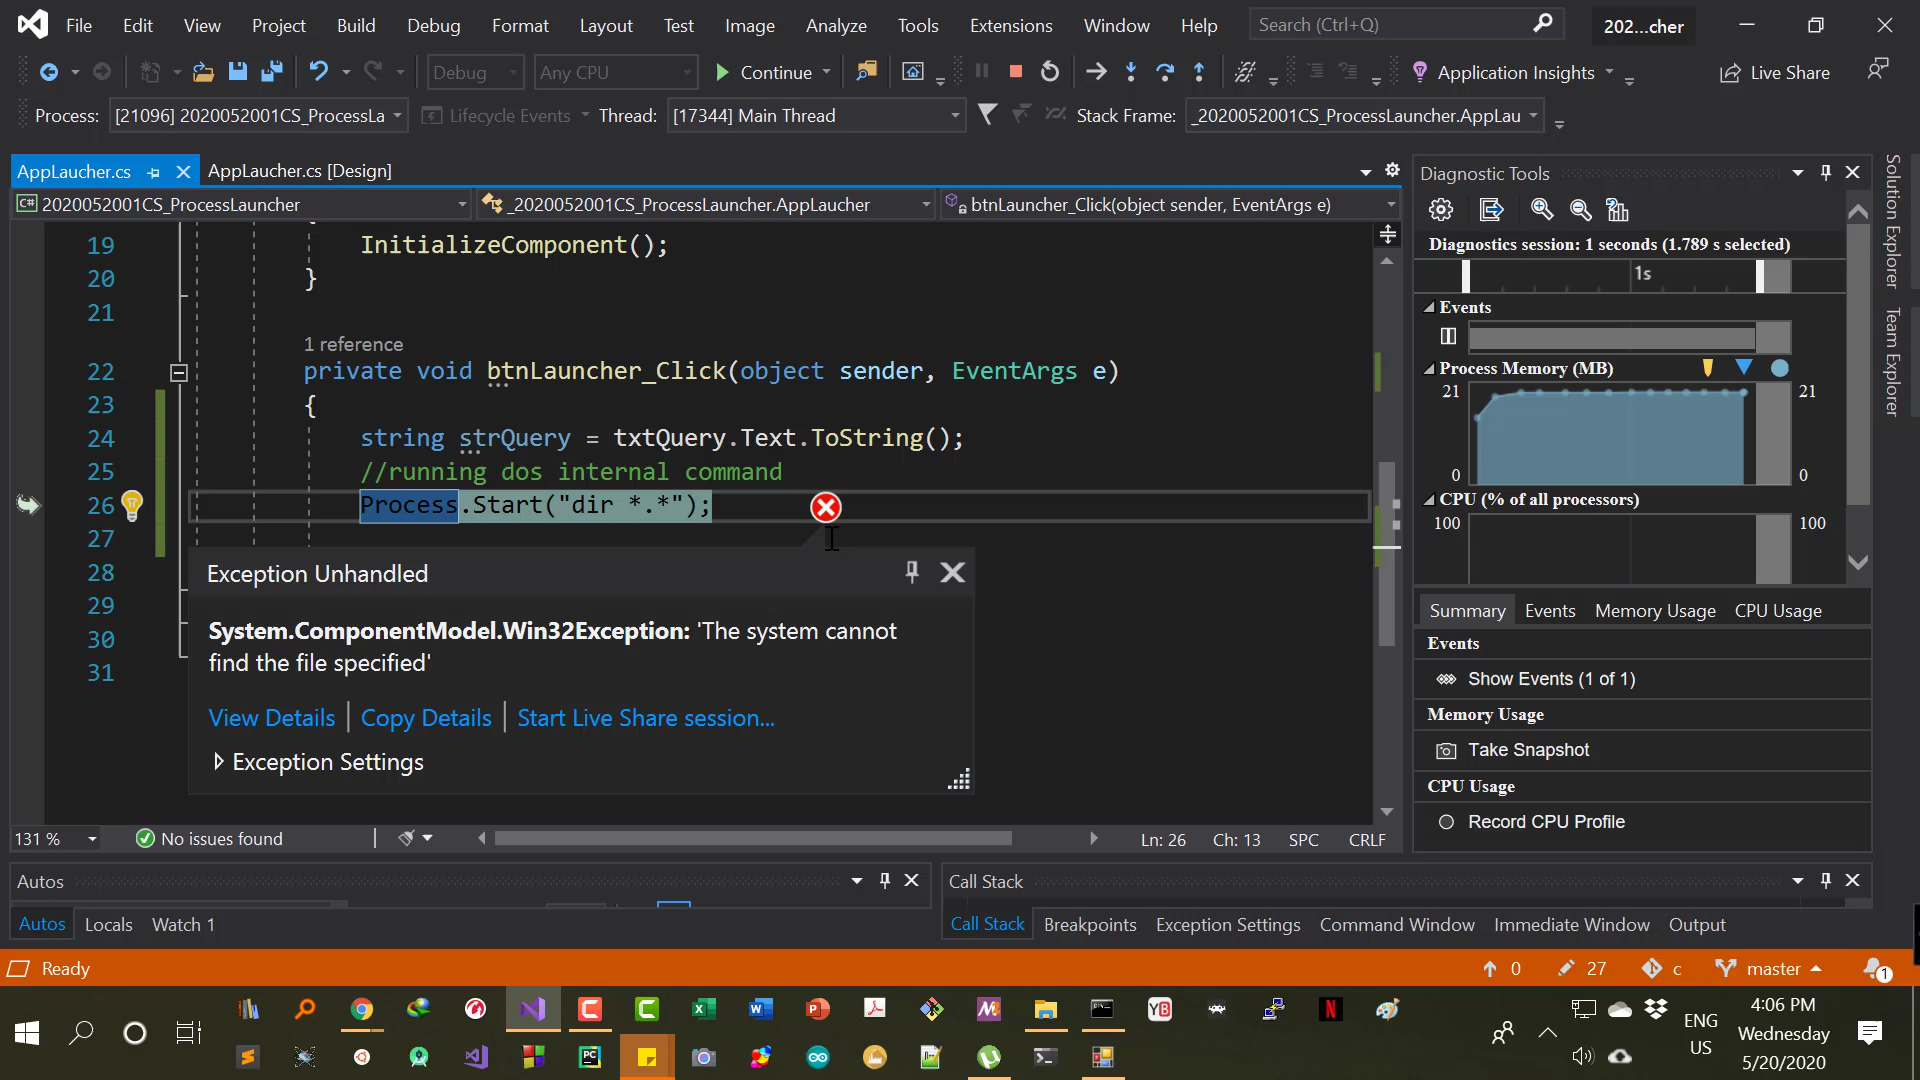 File Edit View Project Build Debug Format Layout Test Image Analyze Tools Extensions Window Help Search (Ctrl+Q) 202...cher
Debug Any CPU Continue Application Insights Live Share
Process: [21096] 2020052001CS_ProcessLa Lifecycle Events Thread: [17344] Main Thread Stack Frame: _2020052001CS_ProcessLauncher.AppLau
AppLaucher.cs AppLaucher.cs [Design]
C# 2020052001CS_ProcessLauncher _2020052001CS_ProcessLauncher.AppLaucher btnLauncher_Click(object sender, EventArgs e)
19 InitializeComponent();
20 }
21
1 reference
22 private void btnLauncher_Click(object sender, EventArgs e)
23 {
24 string strQuery = txtQuery.Text.ToString();
25 //running dos internal command
26 Process.Start("dir *.*");
27
28
29
30
31
Exception Unhandled
System.ComponentModel.Win32Exception: 'The system cannot
find the file specified'
View Details | Copy Details | Start Live Share session...
Exception Settings
131 % No issues found Ln: 26 Ch: 13 SPC CRLF
Diagnostic Tools
Diagnostics session: 1 seconds (1.789 s selected)
1s
Events
Process Memory (MB)
21 21
0 0
CPU (% of all processors)
100 100
Summary Events Memory Usage CPU Usage
Events
Show Events (1 of 1)
Memory Usage
Take Snapshot
CPU Usage
Record CPU Profile
Solution Explorer
Team Explorer
Autos
Autos Locals Watch 1
Call Stack
Call Stack Breakpoints Exception Settings Command Window Immediate Window Output
Ready 0 27 c master 1
YB N
PC
ENG
US
4:06 PM
Wednesday
5/20/2020